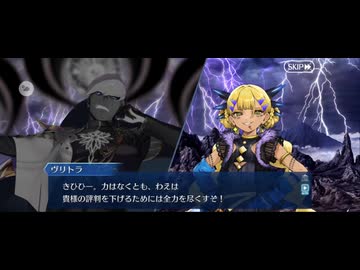 SKIP
ヴリトラ
きひひー。力はなくとも、わえは
貴様の評判を下げるためには全力を尽くすぞ！